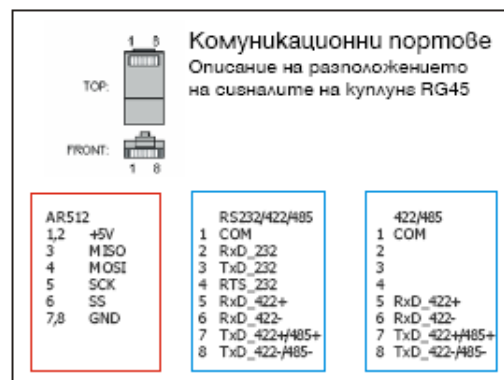 Комуникационни портове
Описание на разположението
на сигналите на куплунг RG45
1 8
TOP:
FRONT:
1 8
AR512
1,2 +5V
3 MISO
4 MOSI
5 SCK
6 SS
7,8 GND
RS232/422/485
1 COM
2 RxD_232
3 TxD_232
4 RTS_232
5 RxD_422+
6 RxD_422-
7 TxD_422+/485+
8 TxD_422-/485-
422/485
1 COM
2
3
4
5 RxD_422+
6 RxD_422-
7 TxD_422+/485+
8 TxD_422-/485-